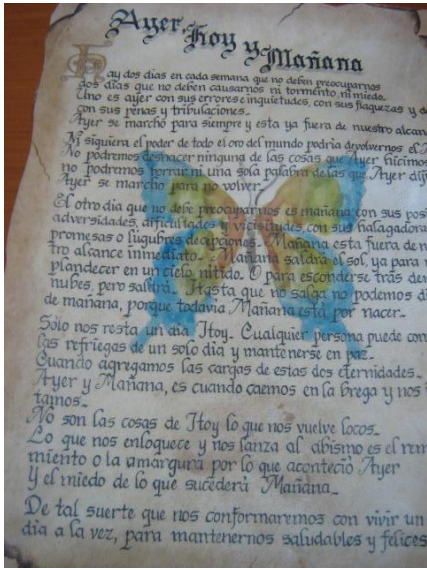 Ayer, Hoy y Mañana
Hay dos dias en cada semana que no deben preocuparnos
dos dias que no deben causarnos ni tormento ni miedo.
Uno es ayer con sus errores e inquietudes, con sus flaquezas y
con sus penas y tribulaciones.
Ayer se marchó para siempre y esta ya fuera de nuestro
Ni siquiera el poder de todo el oro del mundo podría devolvernos el
No podremos deshacer ninguna de las cosas que Ayer hicimos
no podremos borrar ni una sola palabra de las que Ayer
Ayer se marchó para no volver.
El otro dia que no debe preocuparnos es mañana con sus
adversidades, dificultades y vicisitudes, con sus halagadora
promesas o lúgubres decepciones. Mañana esta fuera de
tro alcance inmediato. Mañana saldrá el sol, ya para
plandecer en un cielo nitido. O para esconderse trás
nubes, pero saldrá. Hasta que no salga no podemos
de mañana, porque todavia Mañana está por nacer.
Sólo nos resta un dia Hoy. Cualquier persona puede
las refriegas de un solo dia y mantenerse en paz.
Cuando agregamos las cargas de estas dos eternidades.
Ayer y Mañana, es cuando caemos en la brega y nos
tamos.
No son las cosas de Hoy lo que nos vuelve locos.
Lo que nos enloquece y nos lanza al abismo es el
miento o la amargura por lo que aconteció Ayer
Y el miedo de lo que sucederá Mañana.
De tal suerte que nos conformaremos con vivir un
dia a la vez, para mantenernos saludables y felices